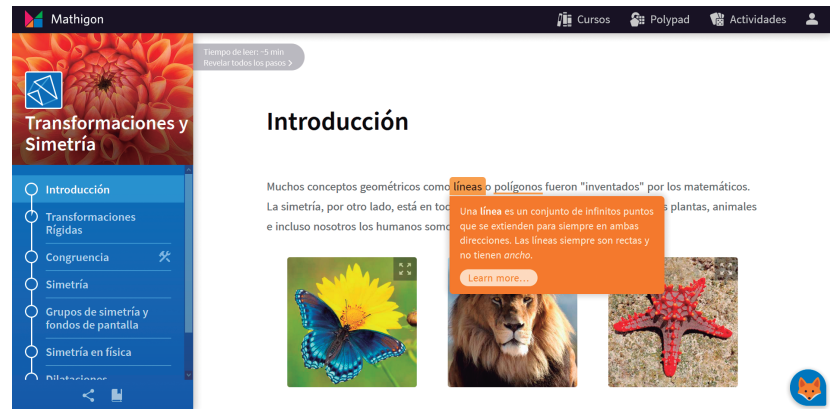 Mathigon
Cursos
Polypad
Actividades
Tiempo de leer: ~5 min
Revelar todos los pasos
Transformaciones y
Simetría
Introducción
Transformaciones
Rígidas
Congruencia
Simetría
Grupos de simetría y
fondos de pantalla
Simetría en física
Dilataciones
Introducción
Muchos conceptos geométricos como líneas o polígonos fueron "inventados" por los matemáticos.
La simetría, por otro lado, está en plantas, animales
e incluso nosotros los humanos
Una línea es un conjunto de infinitos puntos
que se extienden para siempre en ambas
direcciones. Las líneas siempre son rectas y
no tienen ancho.
Learn more...